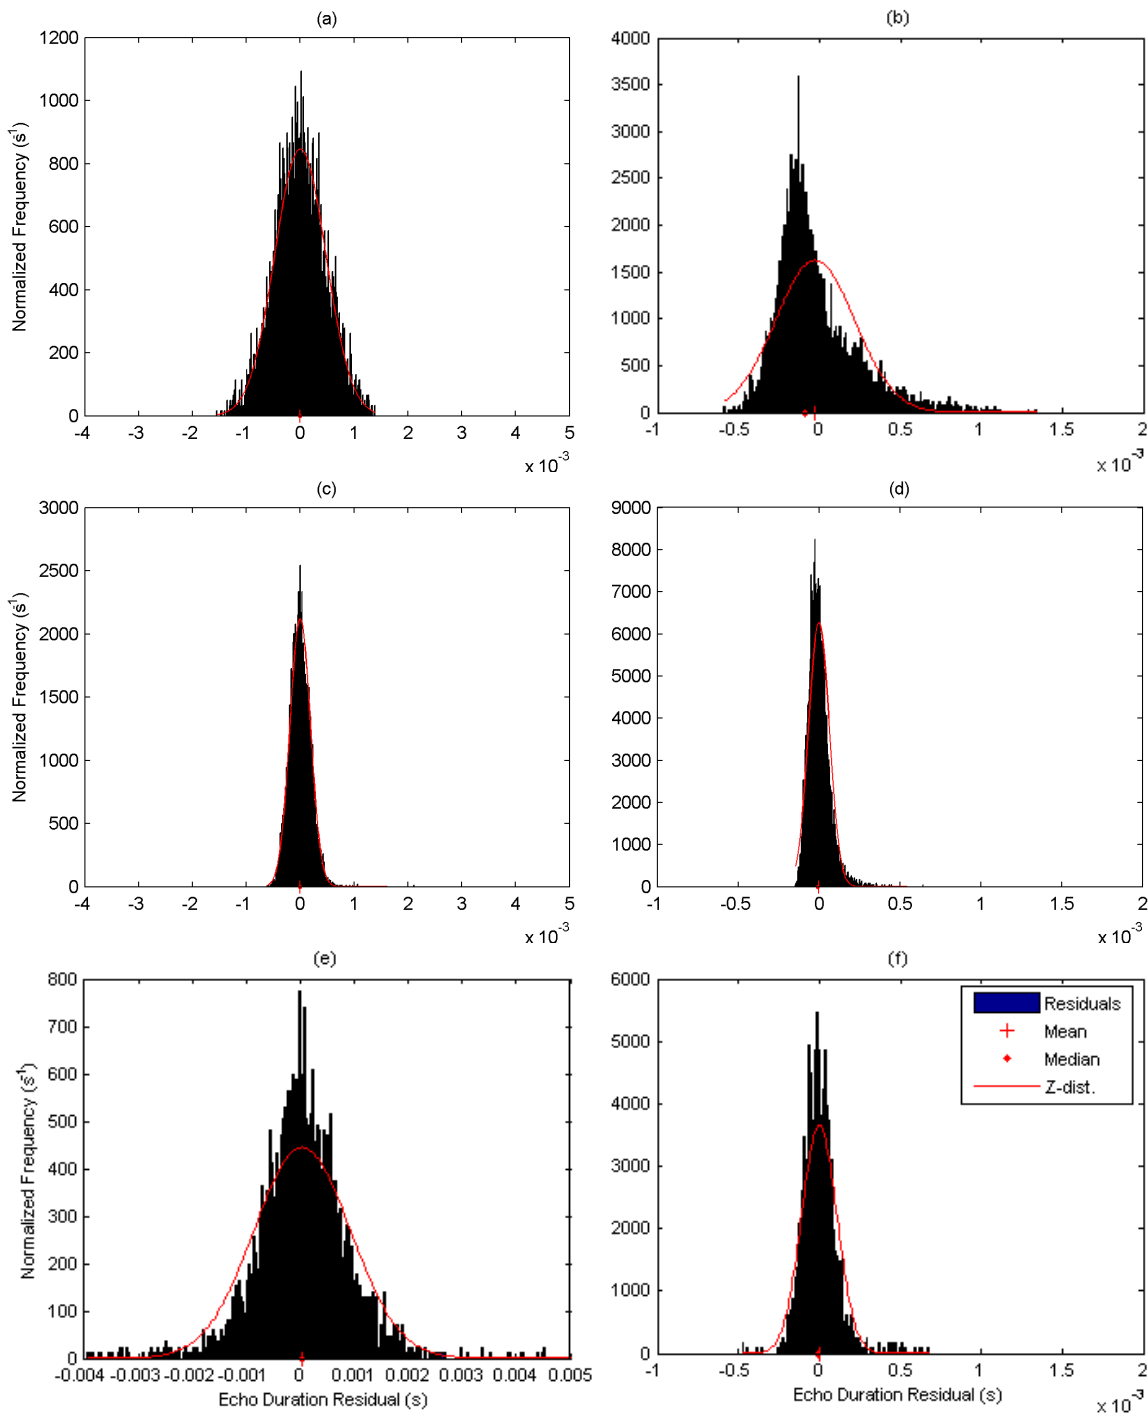 (a)
1200
1000
800
600
400
200
0
Normalized Frequency (s-1)
-4 -3 -2 -1 0 1 2 3 4 5
x 10-3
(b)
4000
3500
3000
2500
2000
1500
1000
500
0
-1 -0.5 0 0.5 1 1.5 2
x 10-3
(c)
3000
2500
2000
1500
1000
500
0
Normalized Frequency (s-1)
-4 -3 -2 -1 0 1 2 3 4 5
x 10-3
(d)
9000
8000
7000
6000
5000
4000
3000
2000
1000
0
-1 -0.5 0 0.5 1 1.5 2
x 10-3
(e)
800
700
600
500
400
300
200
100
0
Normalized Frequency (s-1)
-0.004 -0.003 -0.002 -0.001 0 0.001 0.002 0.003 0.004 0.005
Echo Duration Residual (s)
(f)
6000
5000
4000
3000
2000
1000
0
Residuals
Mean
Median
Z-dist.
-1 -0.5 0 0.5 1 1.5 2
Echo Duration Residual (s)
x 10-3